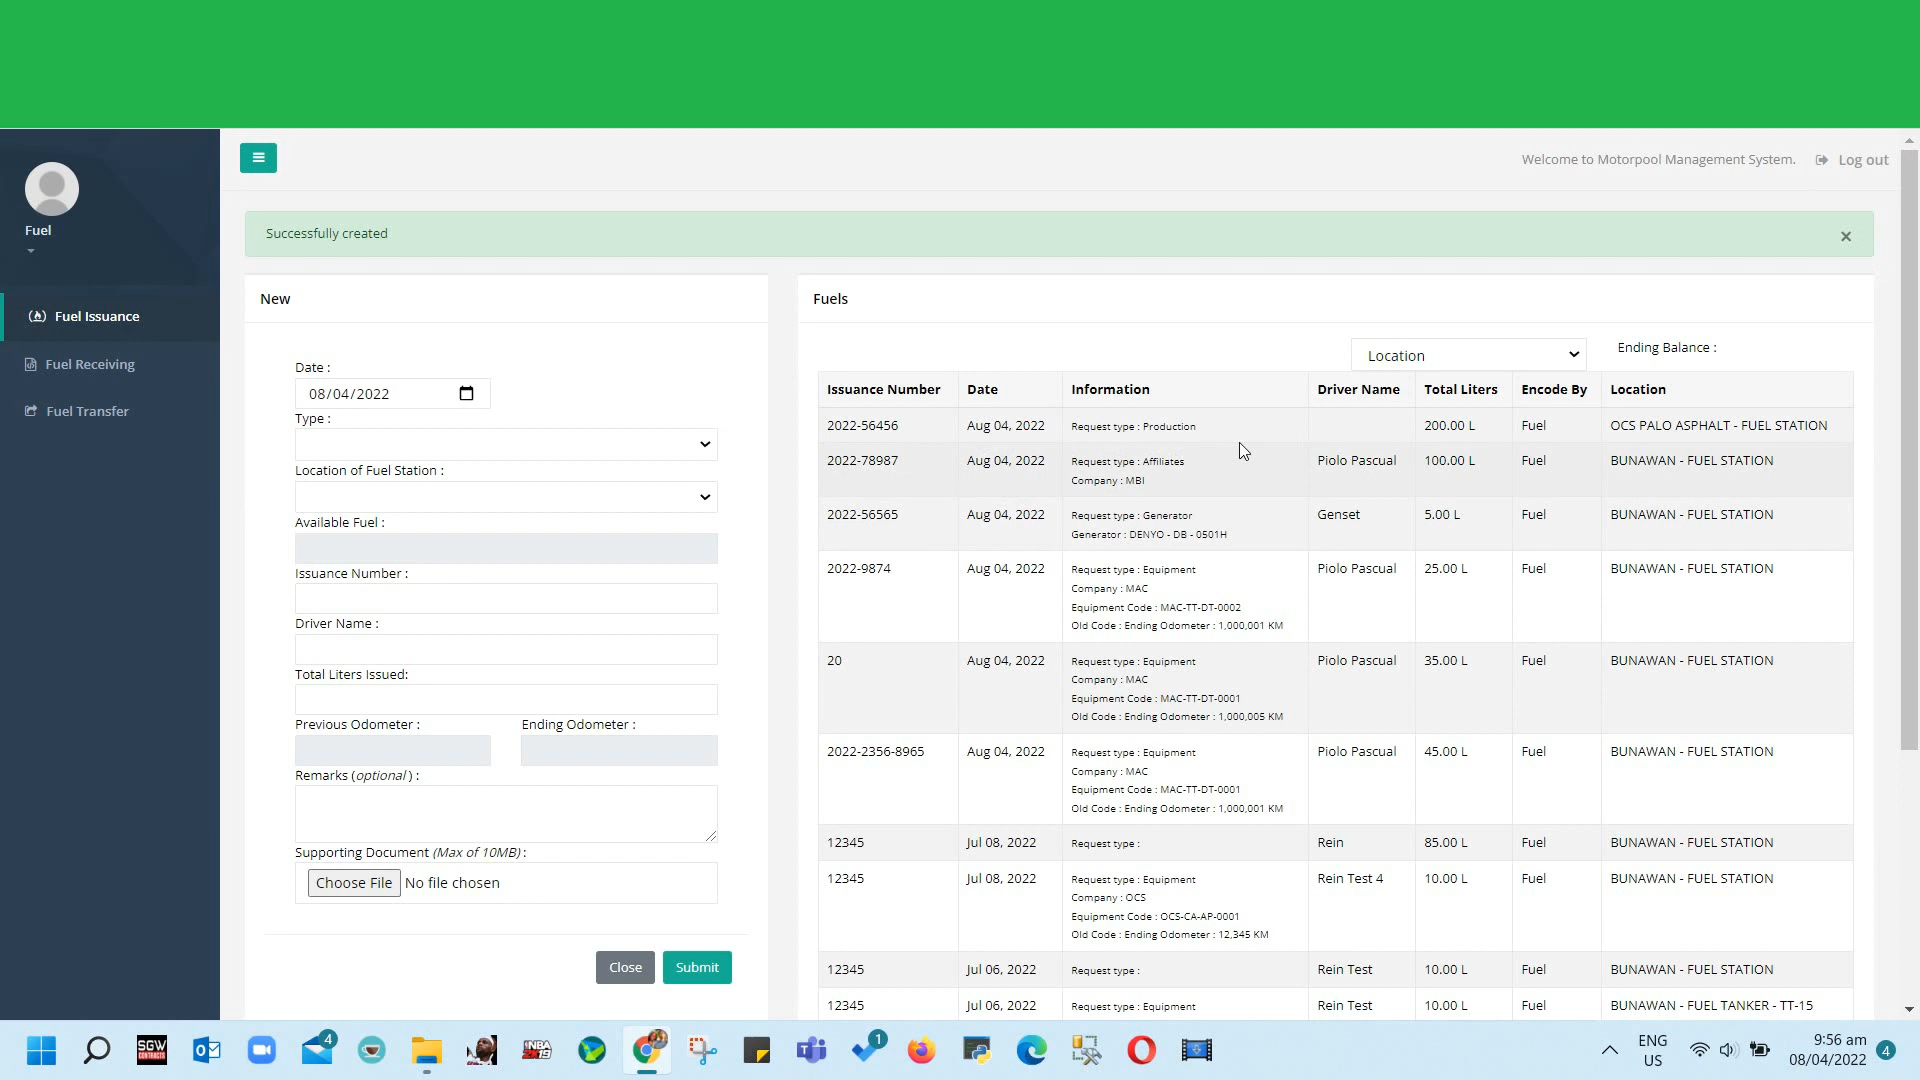 Welcome to Motorpool Management System. Log out
Fuel
Fuel Issuance
Fuel Receiving
Fuel Transfer
Successfully created ×
New
Date :
08/04/2022
Type :
Location of Fuel Station :
Available Fuel :
Issuance Number :
Driver Name :
Total Liters Issued:
Previous Odometer : Ending Odometer :
Remarks (optional ) :
Supporting Document (Max of 10MB) :
Choose File No file chosen
Close Submit
Fuels
Location Ending Balance :
Issuance Number Date Information Driver Name Total Liters Encode By Location
2022-56456 Aug 04, 2022 Request type : Production 200.00 L Fuel OCS PALO ASPHALT - FUEL STATION
2022-78987 Aug 04, 2022 Request type : Affiliates Piolo Pascual 100.00 L Fuel BUNAWAN - FUEL STATION
Company : MBI
2022-56565 Aug 04, 2022 Request type : Generator Genset 5.00 L Fuel BUNAWAN - FUEL STATION
Generator : DENYO - DB - 0501H
2022-9874 Aug 04, 2022 Request type : Equipment Piolo Pascual 25.00 L Fuel BUNAWAN - FUEL STATION
Company : MAC
Equipment Code : MAC-TT-DT-0002
Old Code : Ending Odometer : 1,000,001 KM
20 Aug 04, 2022 Request type : Equipment Piolo Pascual 35.00 L Fuel BUNAWAN - FUEL STATION
Company : MAC
Equipment Code : MAC-TT-DT-0001
Old Code : Ending Odometer : 1,000,005 KM
2022-2356-8965 Aug 04, 2022 Request type : Equipment Piolo Pascual 45.00 L Fuel BUNAWAN - FUEL STATION
Company : MAC
Equipment Code : MAC-TT-DT-0001
Old Code : Ending Odometer : 1,000,001 KM
12345 Jul 08, 2022 Request type : Rein 85.00 L Fuel BUNAWAN - FUEL STATION
12345 Jul 08, 2022 Request type : Equipment Rein Test 4 10.00 L Fuel BUNAWAN - FUEL STATION
Company : OCS
Equipment Code : OCS-CA-AP-0001
Old Code : Ending Odometer : 12,345 KM
12345 Jul 06, 2022 Request type : Rein Test 10.00 L Fuel BUNAWAN - FUEL STATION
12345 Jul 06, 2022 Request type : Equipment Rein Test 10.00 L Fuel BUNAWAN - FUEL TANKER - TT-15
SGW
CONTRACTS
4
NBA
2K19
1
ENG
US
9:56 am
08/04/2022
4